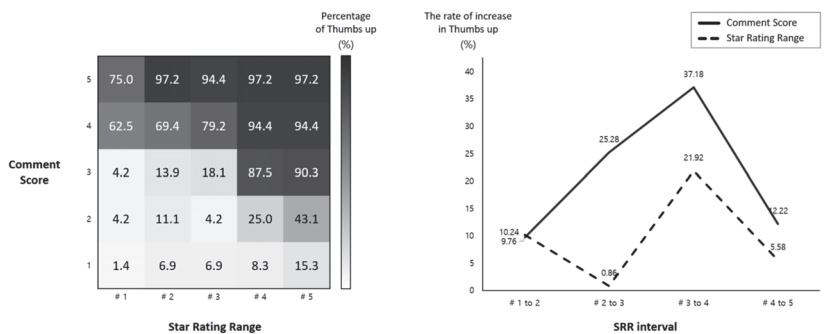 Percentage
of Thumbs up
(%)
5
75.0 97.2 94.4 97.2 97.2
4
62.5 69.4 79.2 94.4 94.4
Comment
Score
3
4.2 13.9 18.1 87.5 90.3
2
4.2 11.1 4.2 25.0 43.1
1
1.4 6.9 6.9 8.3 15.3
# 1 # 2 # 3 # 4 # 5
Star Rating Range
The rate of increase
in Thumbs up
(%)
Comment Score
Star Rating Range
40
35
30
25
20
15
10
5
0
37.18
25.28
21.92
12.22
10.24
9.76
5.58
0.86
# 1 to 2 # 2 to 3 # 3 to 4 # 4 to 5
SRR interval